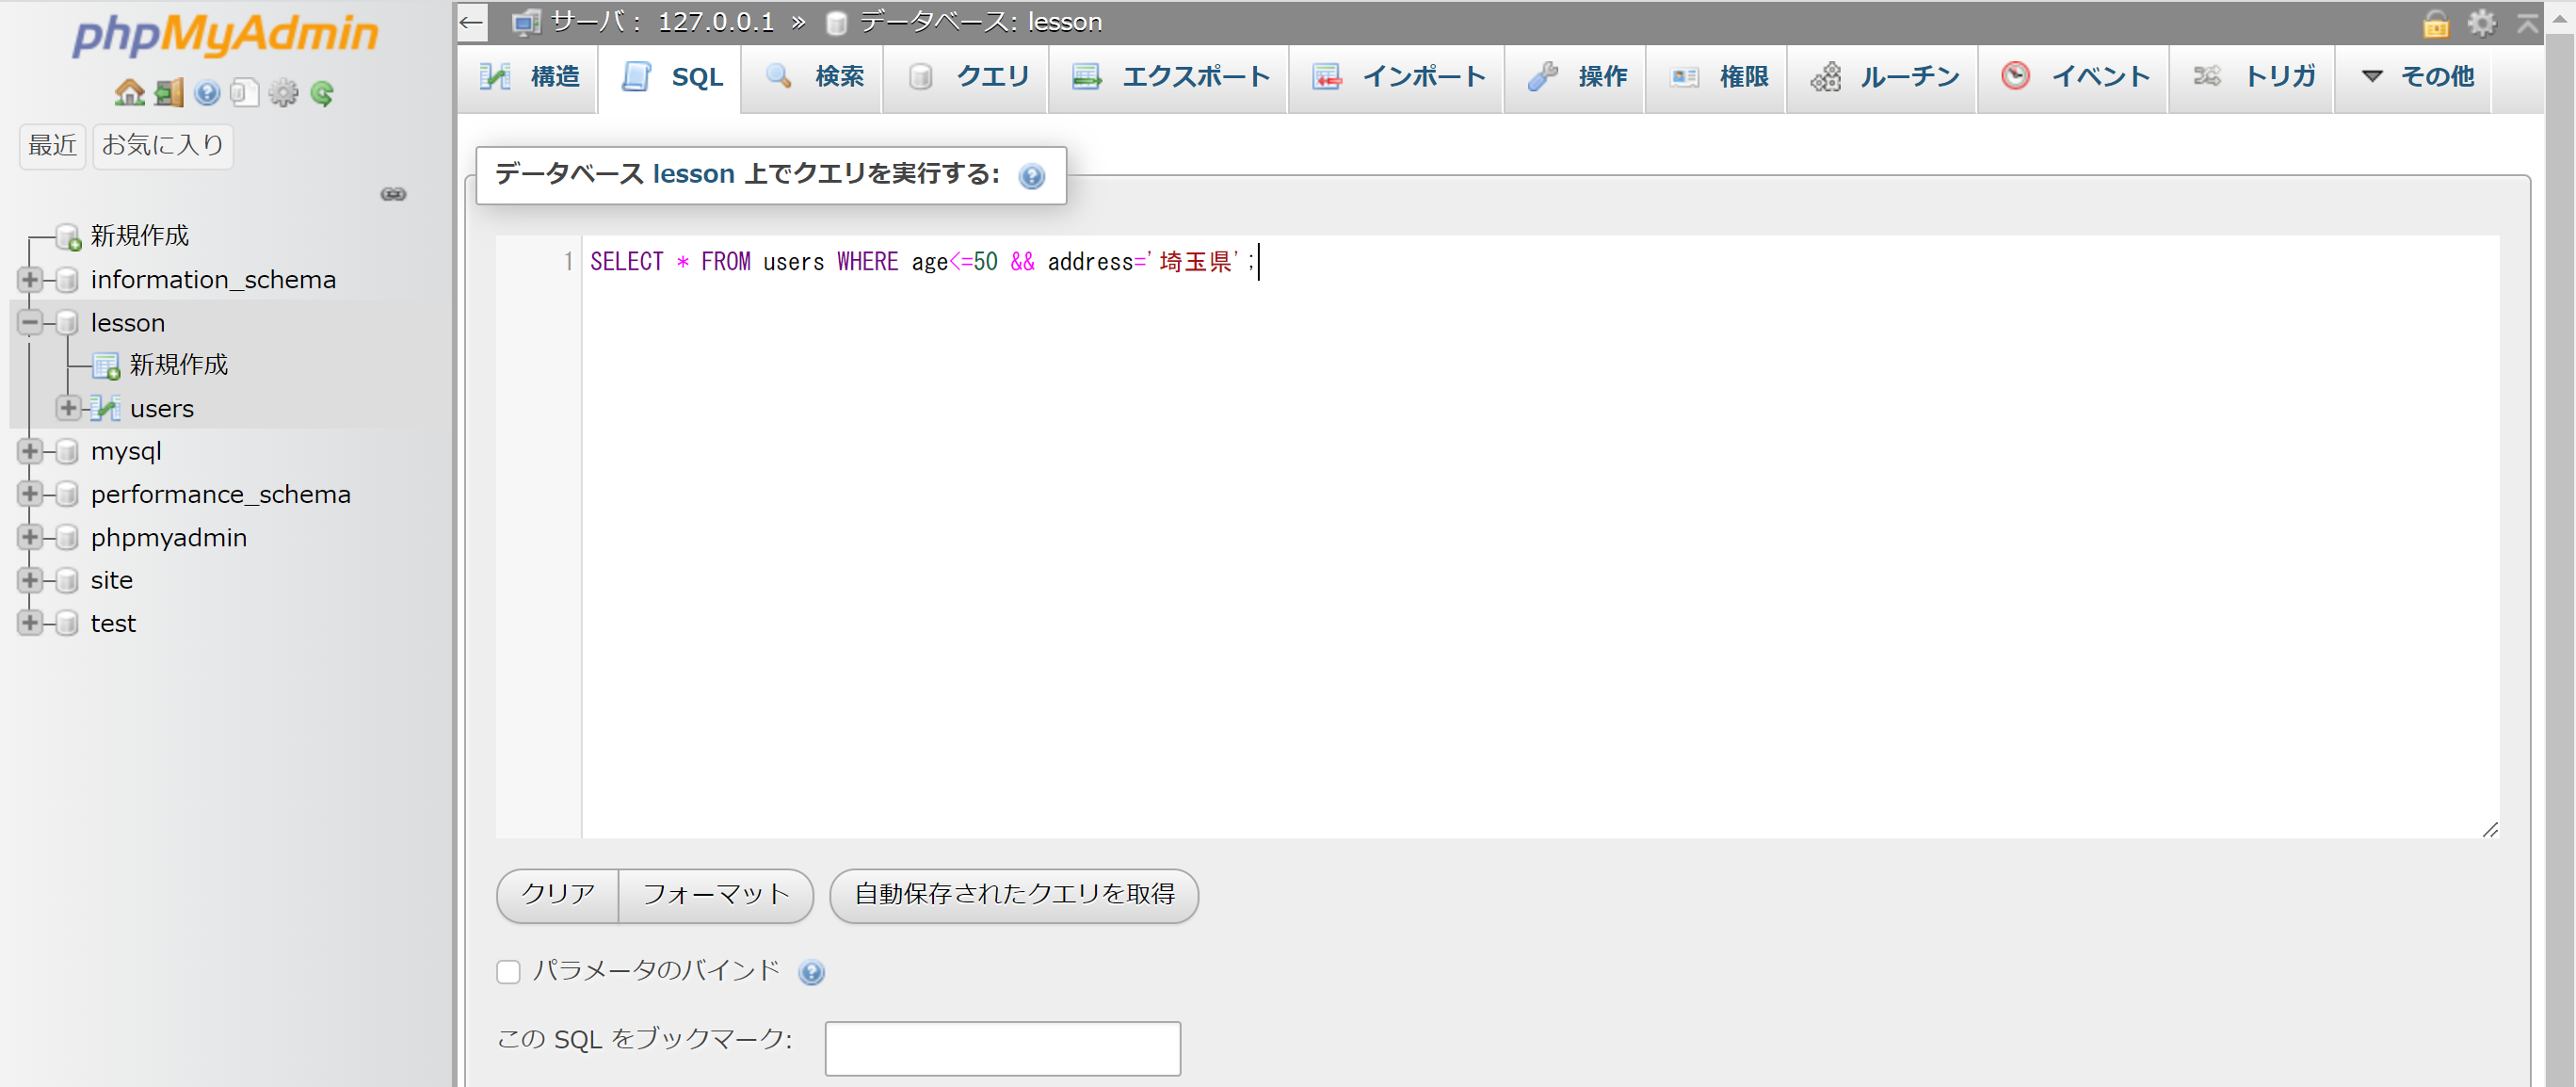 phpMyAdmin
最近 お気に入り
新規作成
information_schema
lesson
新規作成
users
mysql
performance_schema
phpmyadmin
site
test
サーバ： 127.0.0.1 » データベース: lesson
構造 SQL 検索 クエリ エクスポート インポート 操作 権限 ルーチン イベント トリガ その他
データベース lesson 上でクエリを実行する:
1 SELECT * FROM users WHERE age<=50 && address='埼玉県';
クリア フォーマット 自動保存されたクエリを取得
パラメータのバインド
この SQL をブックマーク: